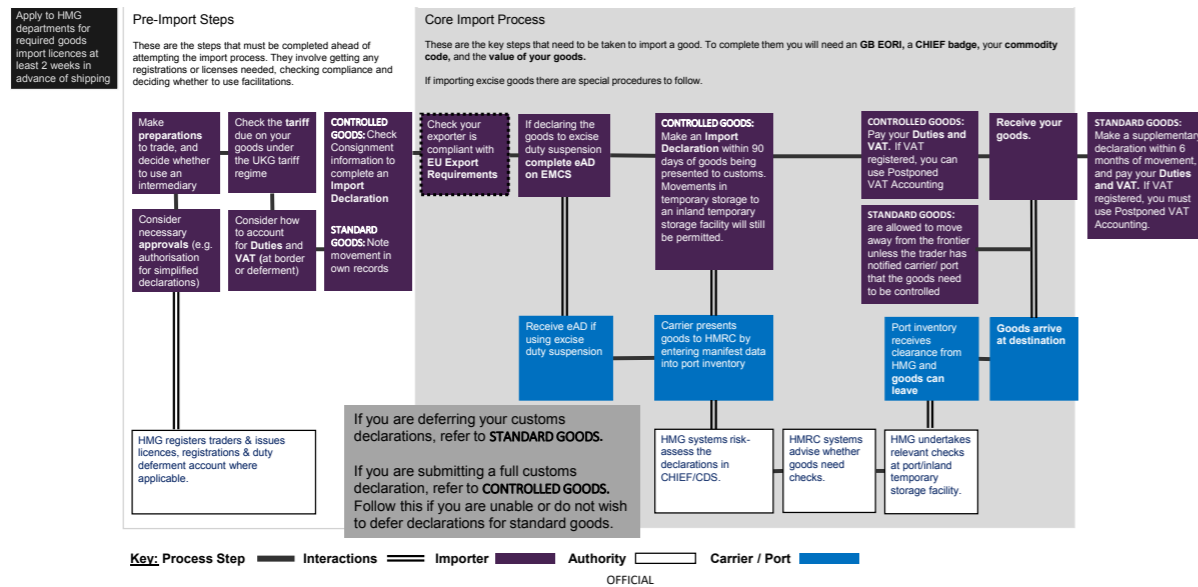 Apply to HMG
departments for
required goods
import licences at
least 2 weeks in
advance of shipping
Pre-Import Steps
These are the steps that must be completed ahead of
attempting the import process. They involve getting any
registrations or licenses needed, checking compliance and
deciding whether to use facilitations.
Core Import Process
These are the key steps that need to be taken to import a good. To complete them you will need an GB EORI, a CHIEF badge, your commodity
code, and the value of your goods.
If importing excise goods there are special procedures to follow.
Make
preparations
to trade, and
decide whether
to use an
intermediary
Check the tariff
due on your
goods under
the UKG tariff
regime
CONTROLLED
GOODS: Check
Consignment
information to
complete an
Import
Declaration
STANDARD
GOODS: Note
movement in
own records
Consider
necessary
approvals (e.g.
authorisation
for simplified
declarations)
Consider how
to account
for Duties and
VAT (at border
or deferment)
Check your
exporter is
compliant with
EU Export
Requirements
If declaring the
goods to excise
duty suspension
complete eAD
on EMCS
CONTROLLED GOODS:
Make an Import
Declaration within 90
days of goods being
presented to customs.
Movements in
temporary storage to
an inland temporary
storage facility will still
be permitted.
CONTROLLED GOODS:
Pay your Duties and
VAT. If VAT
registered, you can
use Postponed
VAT Accounting
Receive your
goods.
STANDARD GOODS:
Make a supplementary
declaration within 6
months of movement,
and pay your Duties
and VAT. If VAT
registered, you must
use Postponed VAT
Accounting.
STANDARD GOODS:
are allowed to move
away from the frontier
unless the trader has
notified carrier/ port
that the goods need
to be controlled
Receive eAD if
using excise
duty suspension
Carrier presents
goods to HMRC by
entering manifest data
into port inventory
Port inventory
receives
clearance from
HMG and
goods can
leave
Goods arrive
at destination
HMG registers traders & issues
licences, registrations & duty
deferment account where
applicable.
If you are deferring your customs
declarations, refer to STANDARD GOODS.
If you are submitting a full customs
declaration, refer to CONTROLLED GOODS.
Follow this if you are unable or do not wish
to defer declarations for standard goods.
HMG systems risk-
assess the
declarations in
CHIEF/CDS.
HMRC systems
advise whether
goods need
checks.
HMG undertakes
relevant checks
at port/inland
temporary
storage facility.
Key: Process Step Interactions Importer Authority Carrier / Port
OFFICIAL